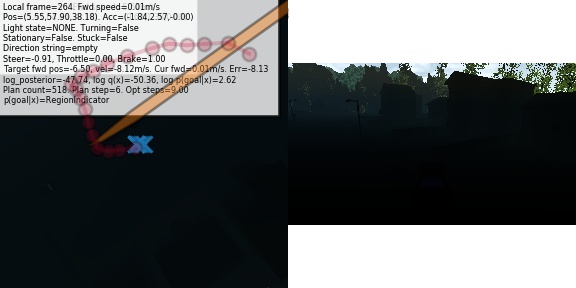 Local frame=264. Fwd speed=0.01m/s
Pos=(5.55,57.90,38.18). Acc=(-1.84,2.57,-0.00)
Light state=NONE. Turning=False
Stationary=False. Stuck=False
Direction string=empty
Steer=-0.91, Throttle=0.00, Brake=1.00
Target fwd pos=-6.50, vel=-8.12m/s. Cur fwd=0.01m/s. Err=-8.13
log_posterior=-47.74, log q(x)=-50.36, log p(goal|x)=2.62
Plan count=518. Plan step=6. Opt steps=9.00
p(goal|x)=RegionIndicator